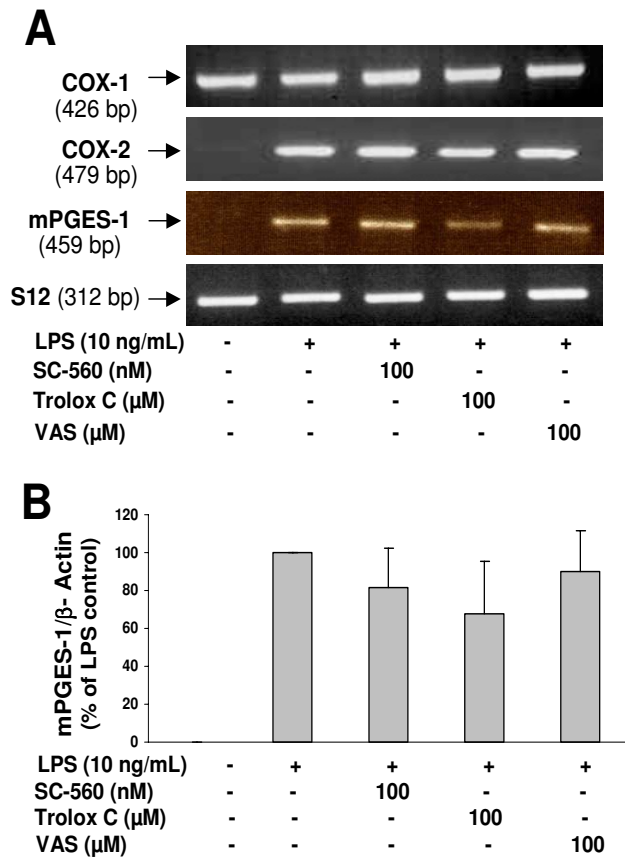 A
COX-1
(426 bp)
COX-2
(479 bp)
mPGES-1
(459 bp)
S12 (312 bp)
LPS (10 ng/mL) - + + + +
SC-560 (nM) - - 100 - -
Trolox C (µM) - - - 100 -
VAS (µM) - - - - 100
B
mPGES-1/β- Actin
(% of LPS control)
120
100
80
60
40
20
0
LPS (10 ng/mL) - + + + +
SC-560 (nM) - - 100 - -
Trolox C (µM) - - - 100 -
VAS (µM) - - - - 100